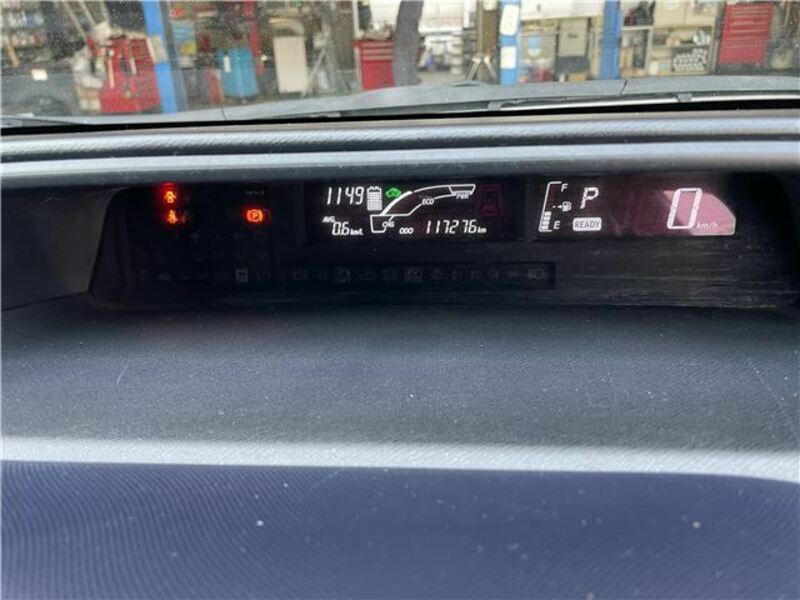 1149
ECO
PWR
AVG
0.6 km/L
CHG
ODO 117276 km
F
E
P
READY
0 km/h
(P)